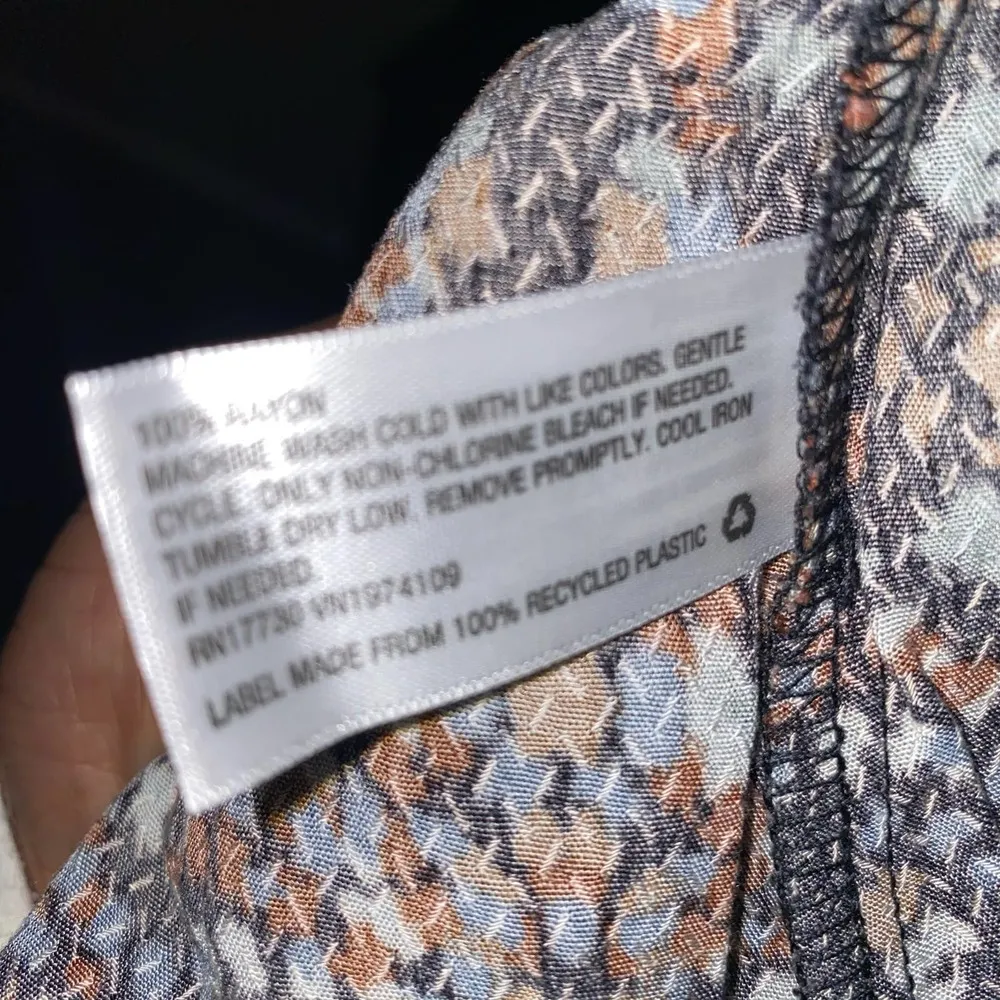 100% RAYON
MACHINE WASH COLD WITH LIKE COLORS. GENTLE
CYCLE. ONLY NON-CHLORINE BLEACH IF NEEDED.
TUMBLE DRY LOW. REMOVE PROMPTLY. COOL IRON
IF NEEDED.
RN17730 VN1974109
LABEL MADE FROM 100% RECYCLED PLASTIC